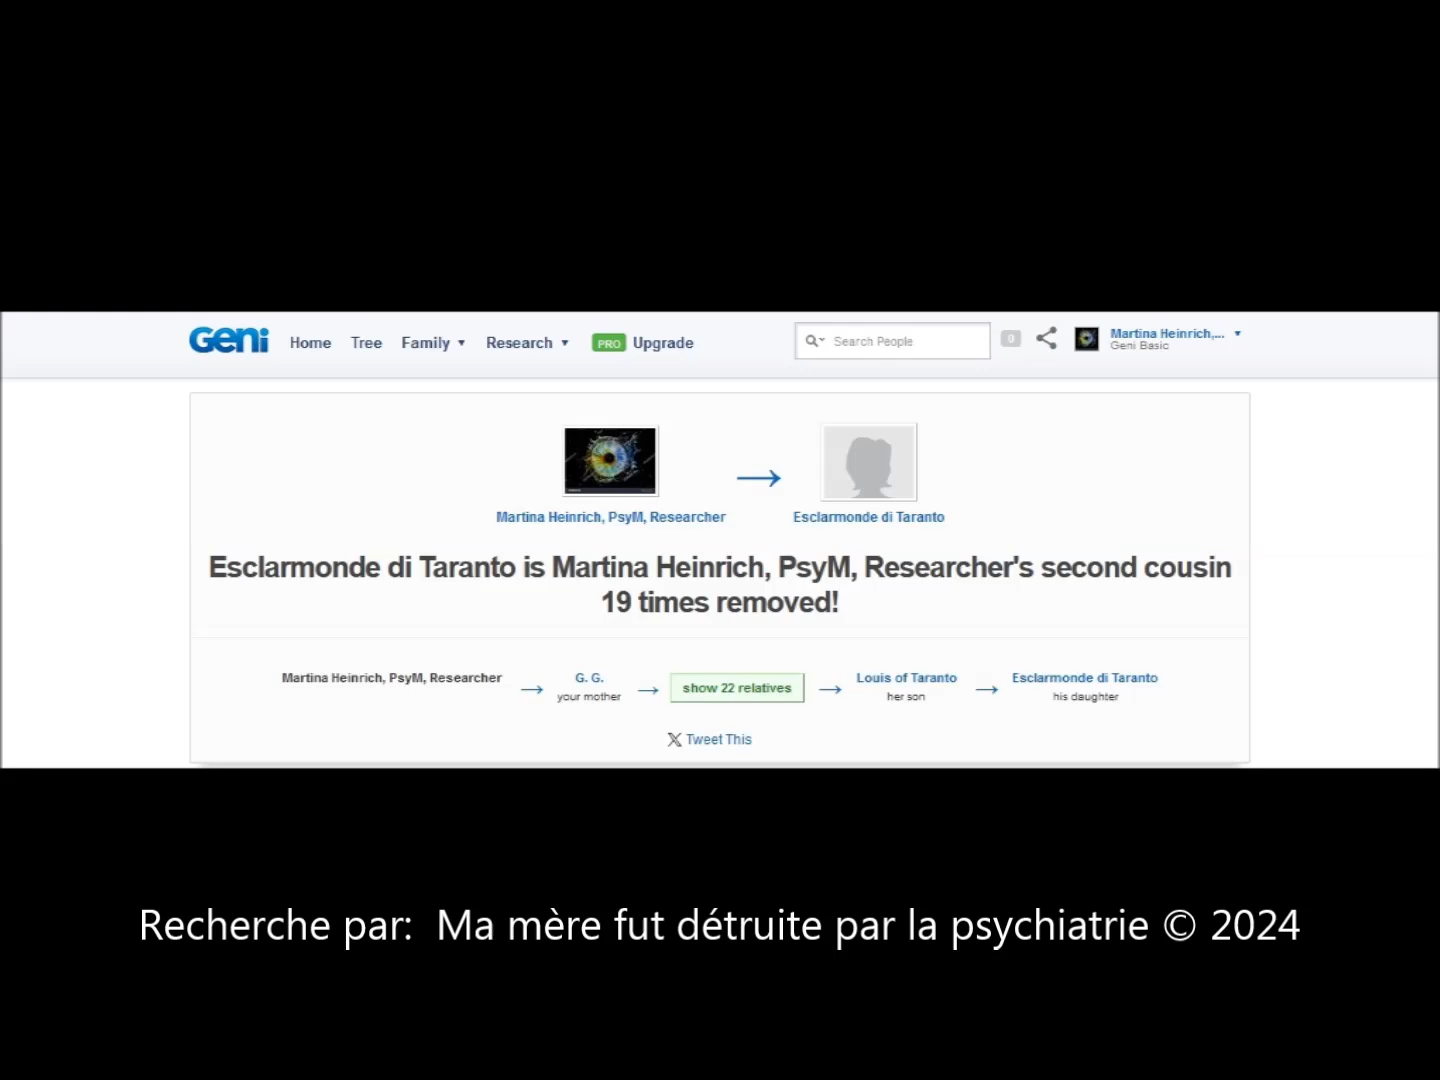 Geni Home Tree Family Research PRO Upgrade Search People 0 Martina Heinrich,...
Geni Basic
Martina Heinrich, PsyM, Researcher Esclarmonde di Taranto
Esclarmonde di Taranto is Martina Heinrich, PsyM, Researcher's second cousin
19 times removed!
Martina Heinrich, PsyM, Researcher → G. G. → show 22 relatives → Louis of Taranto → Esclarmonde di Taranto
your mother her son his daughter
X Tweet This
Recherche par: Ma mère fut détruite par la psychiatrie © 2024